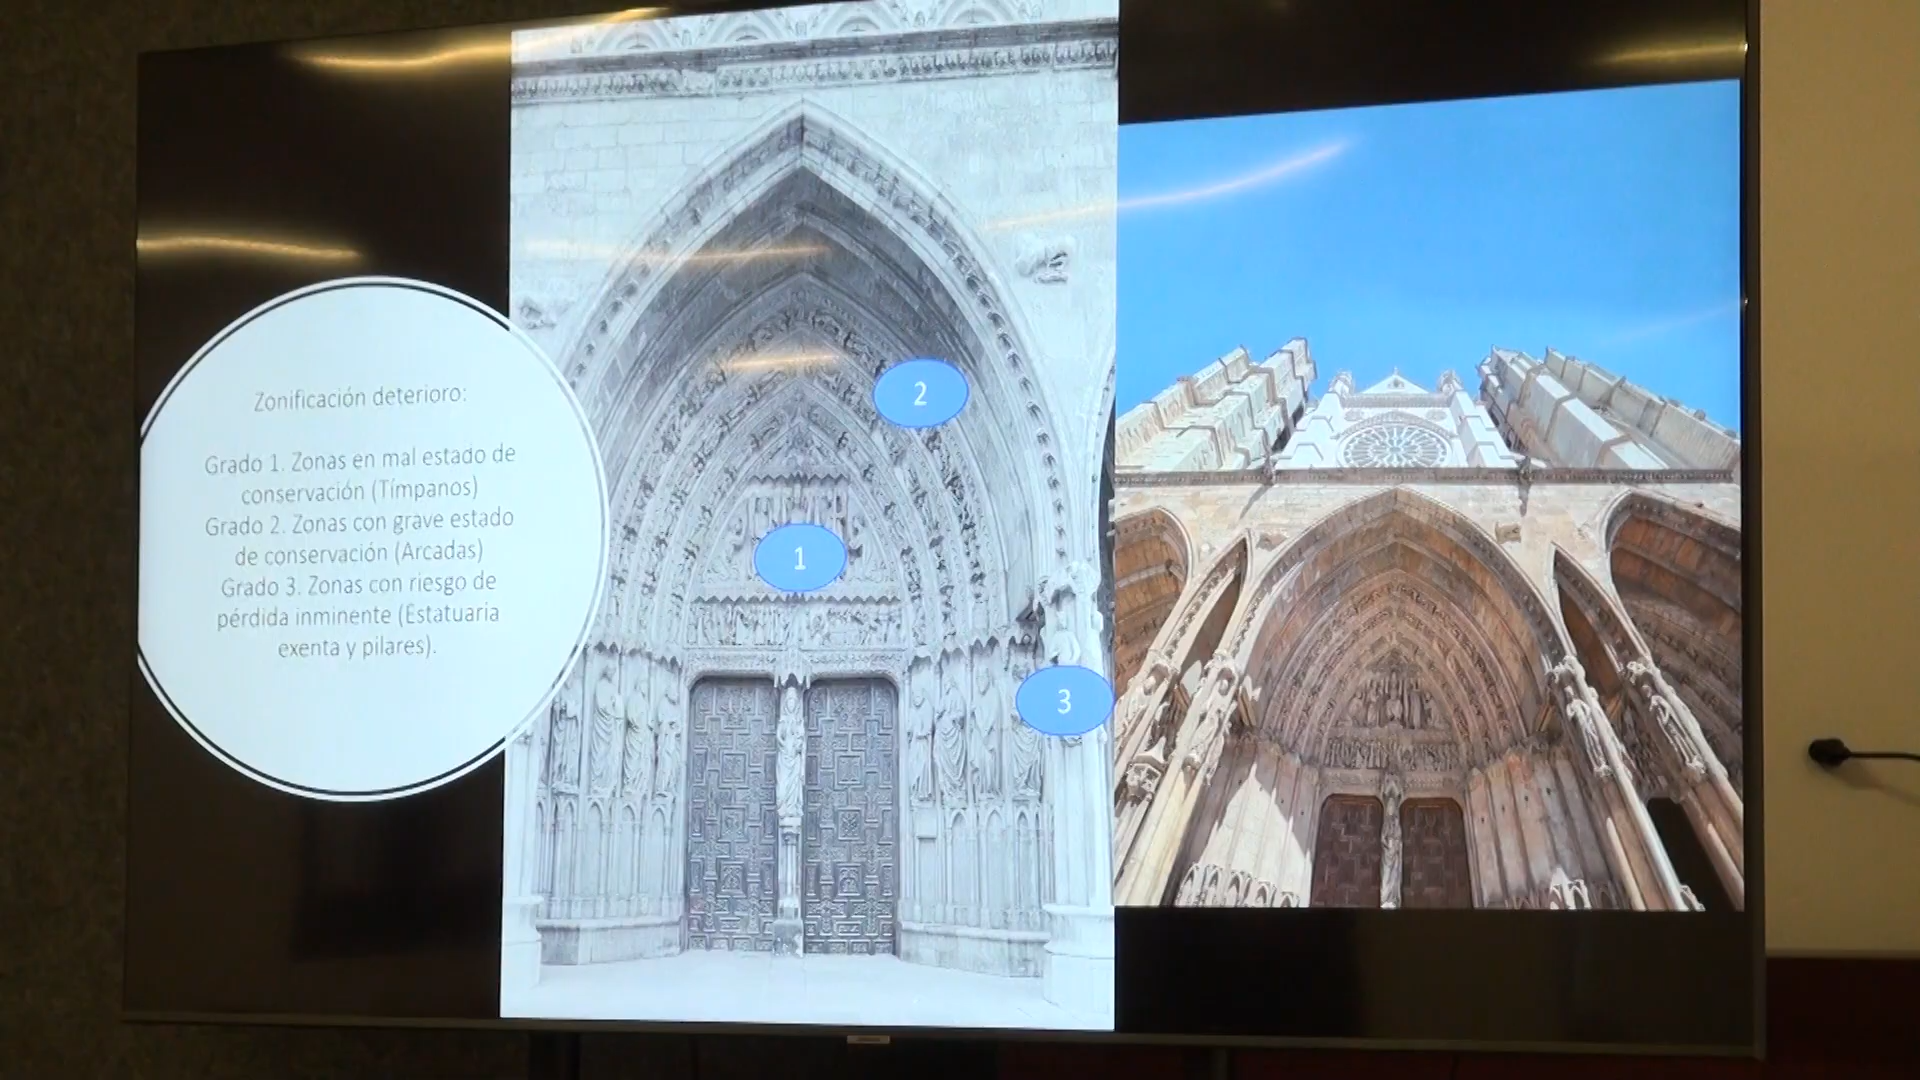 Zonificación deterioro:
Grado 1. Zonas en mal estado de
conservación (Tímpanos)
Grado 2. Zonas con grave estado
de conservación (Arcadas)
Grado 3. Zonas con riesgo de
pérdida inminente (Estatuaria
exenta y pilares).
2
1
3